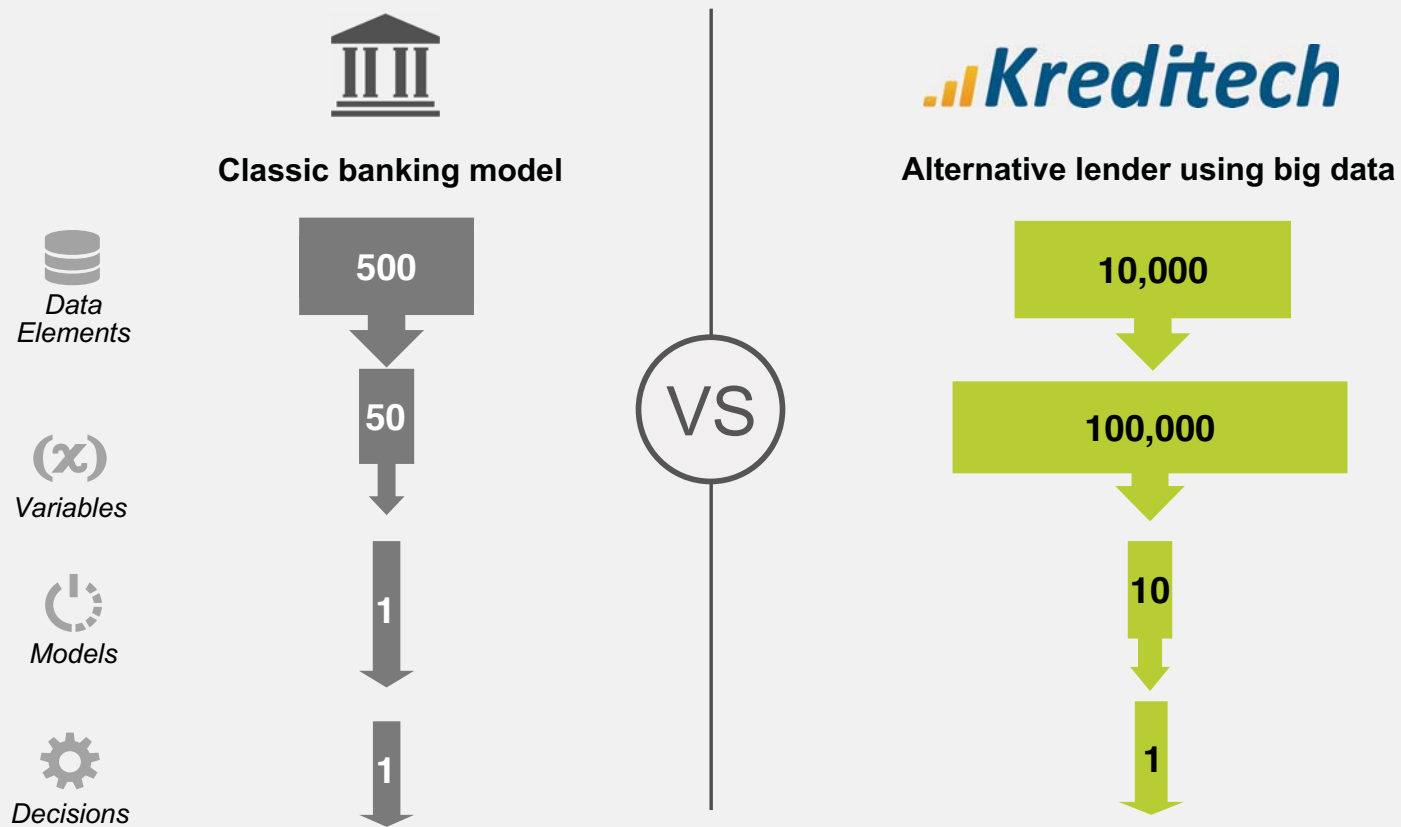 Kreditech
Classic banking model
Alternative lender using big data
Data
Elements
500
10,000
VS
50
100,000
(x)
Variables
1
10
Models
1
1
Decisions